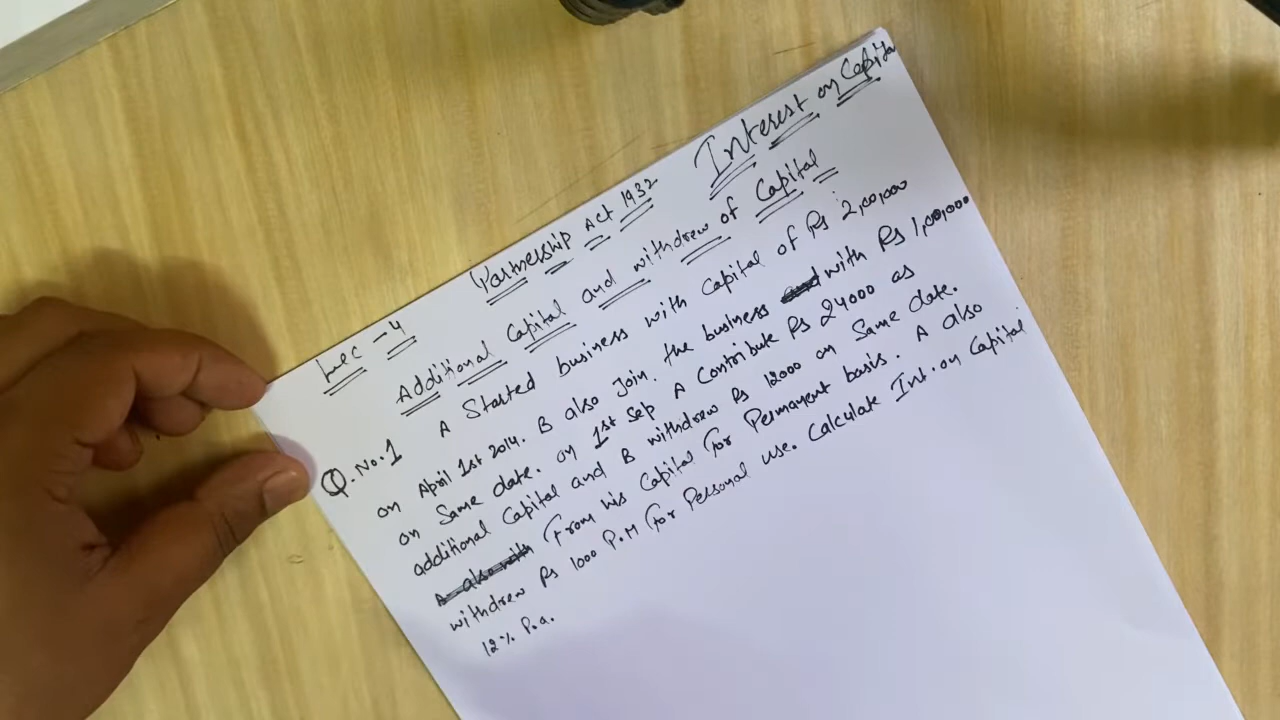 Lec-4 Partnership Act 1932 Interest on Capita
Additional Capital and withdrew of Capital
Q.No.1 A Started business with Capital of Rs 2,00,000
on April 1st 2014. B also Join the business with Rs 1,00,000
on Same date. on 1st Sep A Contribute Rs 24000 as
additional Capital and B withdrew Rs 12000 on Same date.
From his Capital for Permanent basis. A also
withdrew Rs 1000 P.M for Personal use. Calculate Int. on Capital
12% P.a.